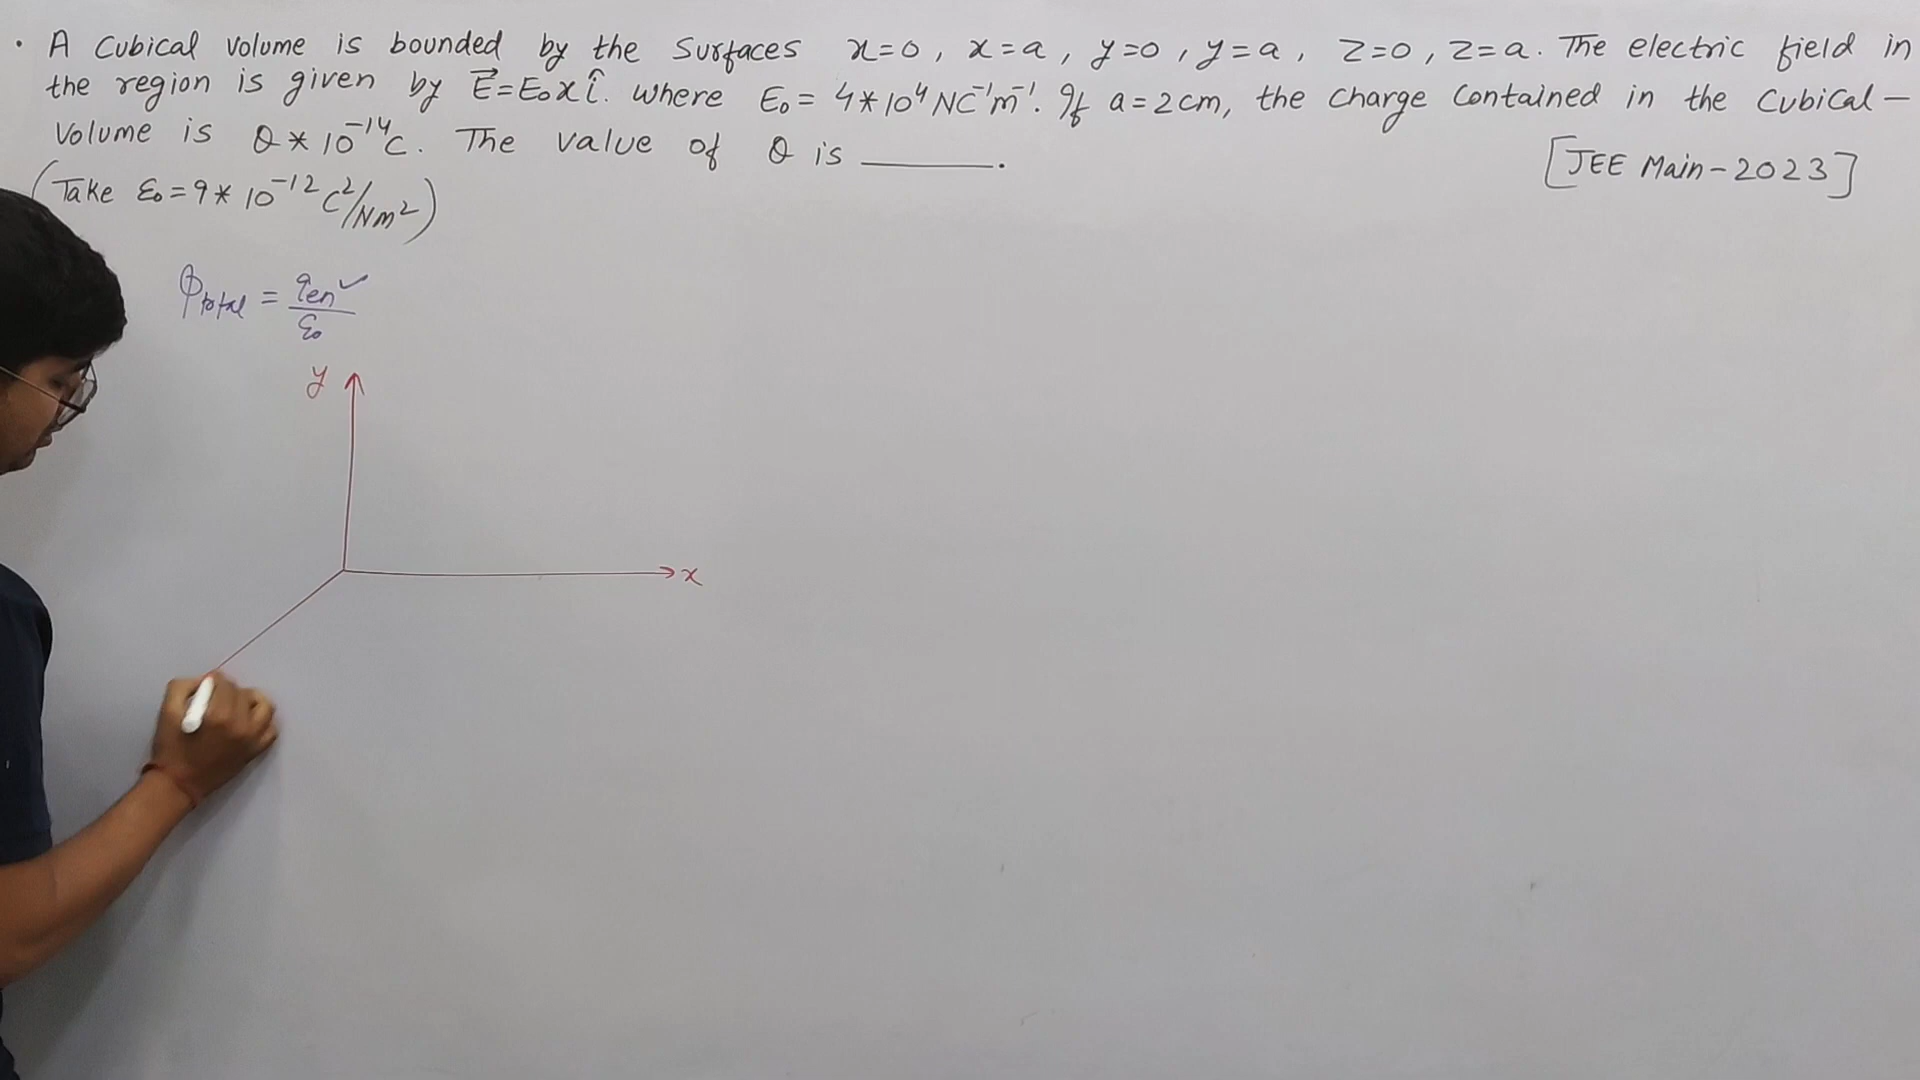 · A Cubical volume is bounded by the surfaces x=0, x=a, y=0, y=a, z=0, z=a. The electric field in
the region is given by E⃗=E₀xî. where E₀ = 4*10⁴ NC⁻¹m⁻¹. If a=2cm, the charge contained in the Cubical-
Volume is Q*10⁻¹⁴C. The value of Q is ______.
[JEE Main-2023]
(Take ε₀=9*10⁻¹² C²/Nm²)
Φtotal = qen✓/ε₀
y
x